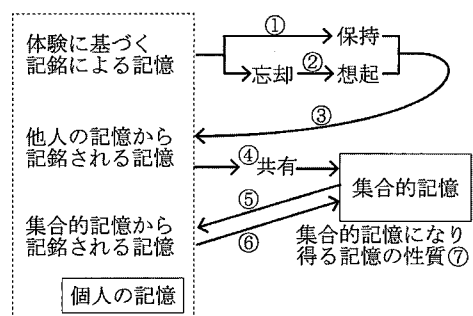 体験に基づく
記銘による記憶
①
保持
忘却
②
想起
③
他人の記憶から
記銘される記憶
④共有
集合的記憶
⑤
集合的記憶から
記銘される記憶
⑥
集合的記憶になり
得る記憶の性質⑦
個人の記憶